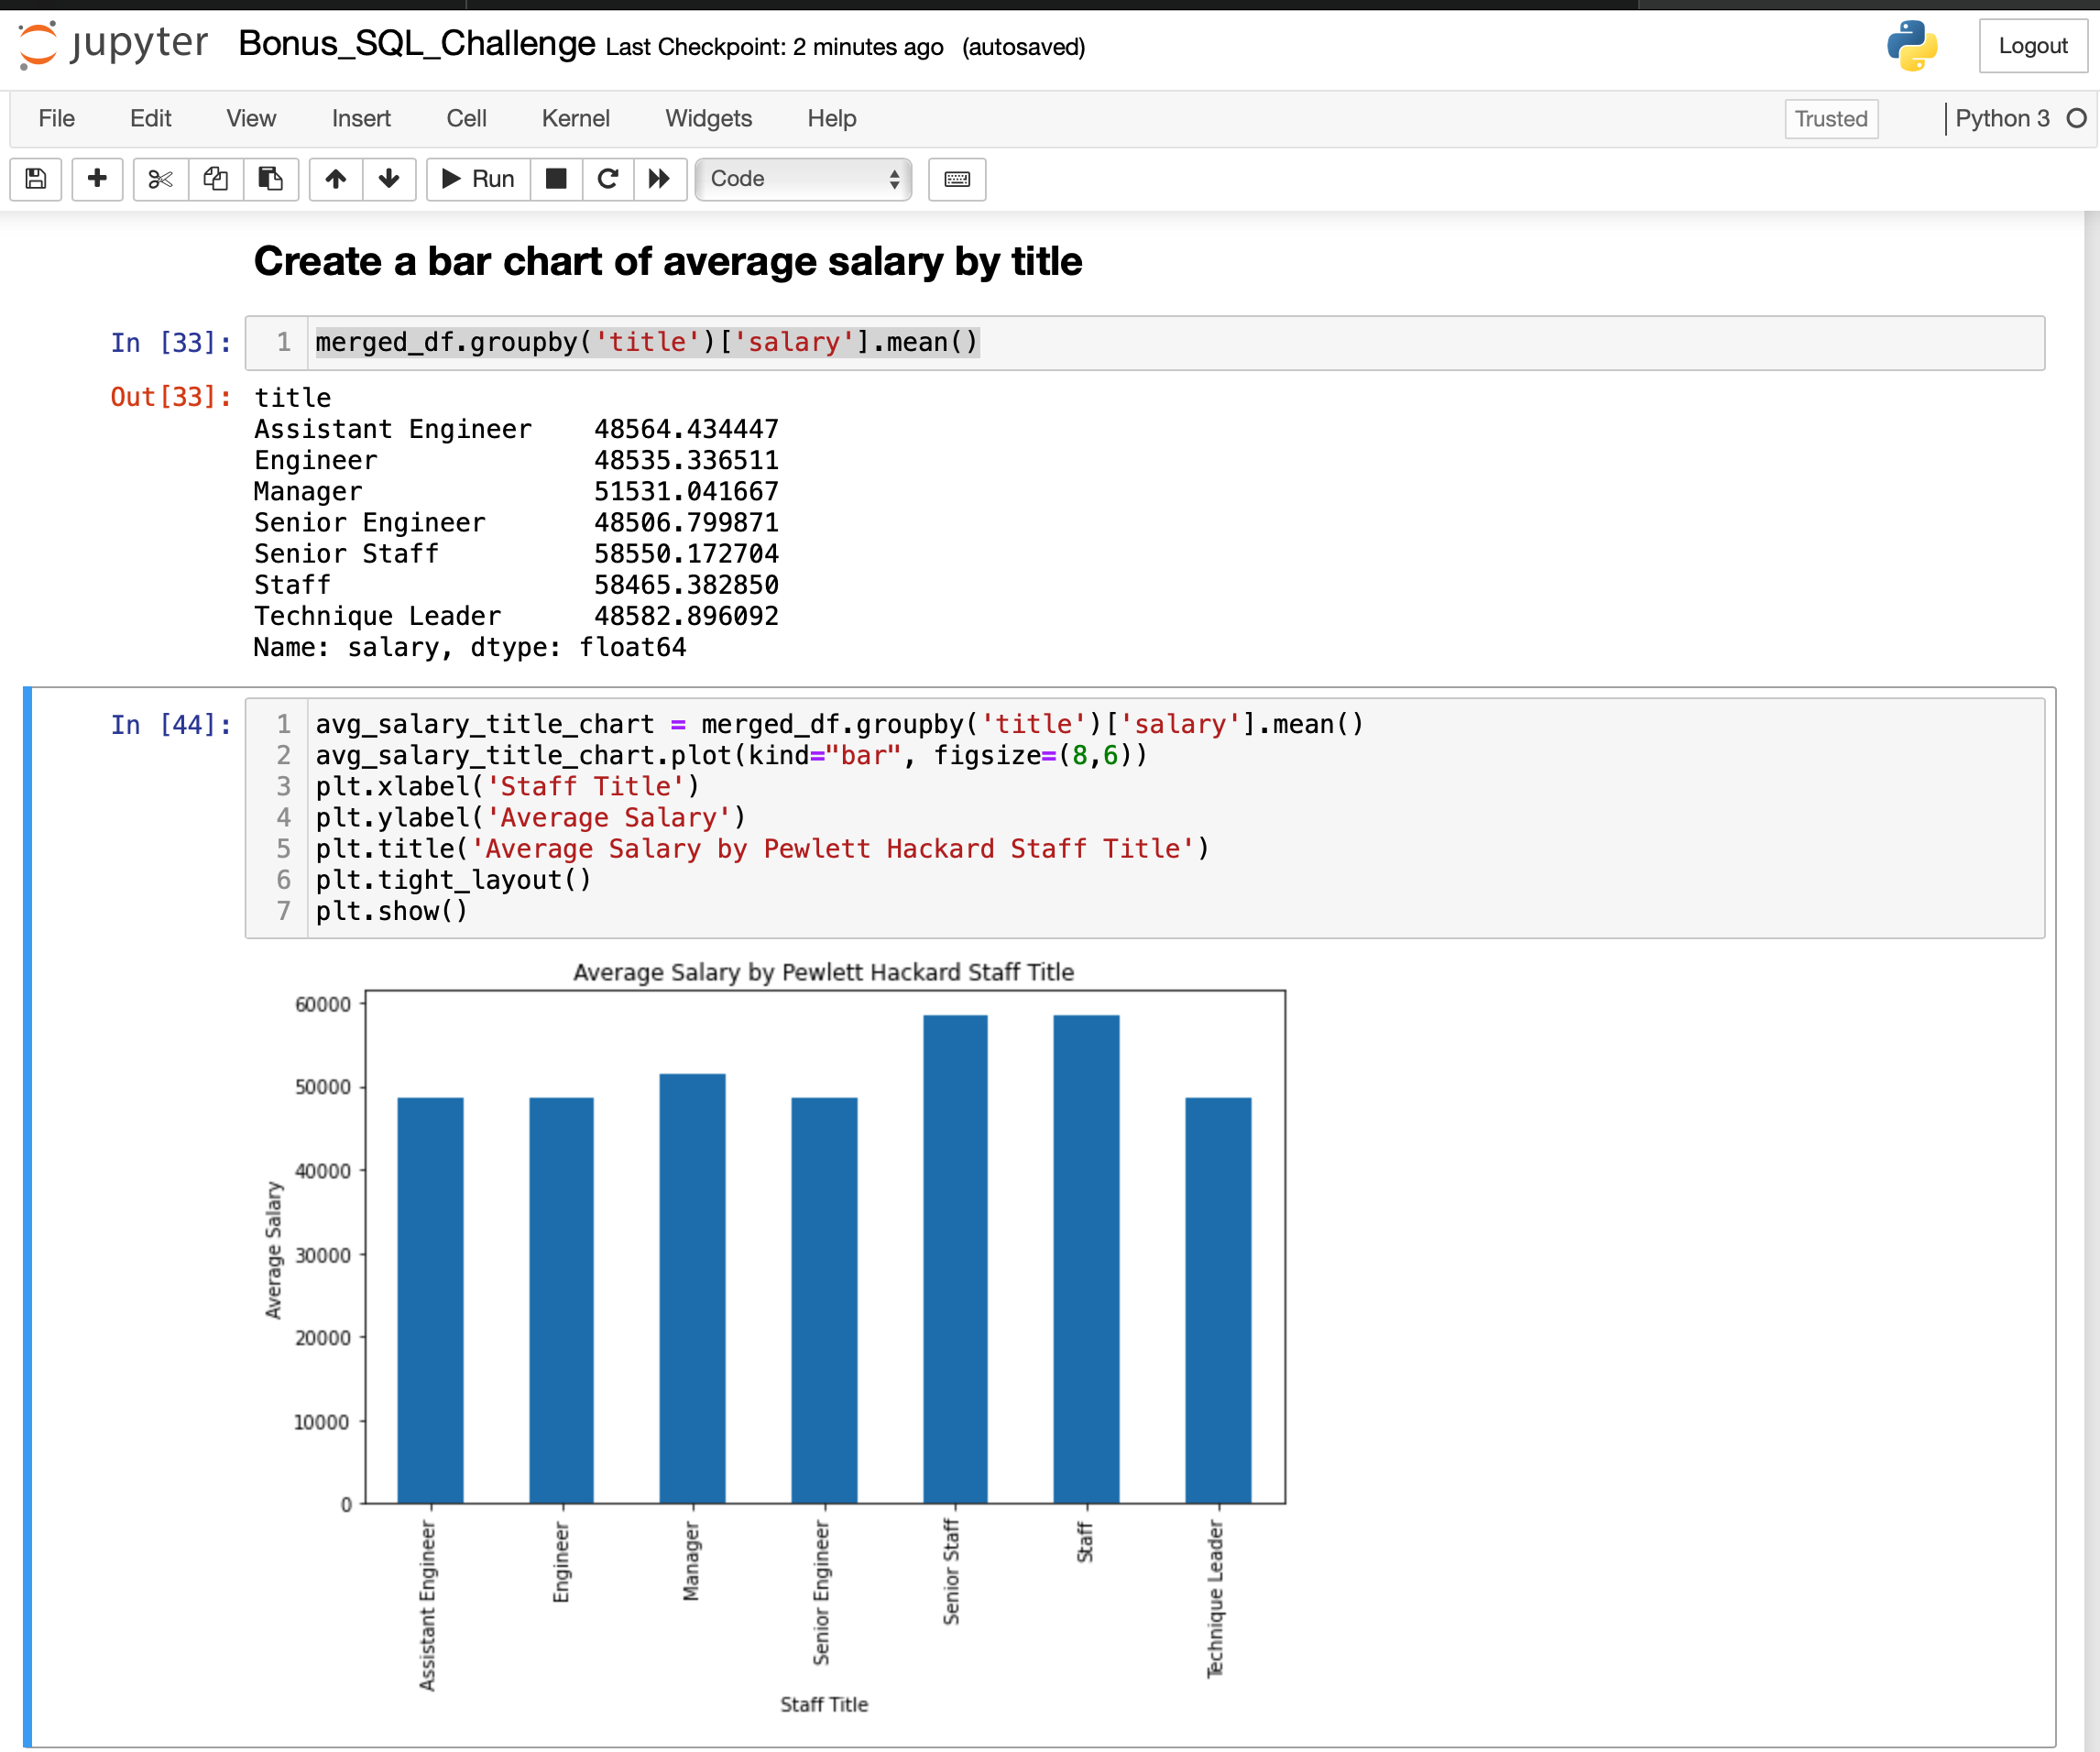 jupyter Bonus_SQL_Challenge Last Checkpoint: 2 minutes ago (autosaved) Logout
File Edit View Insert Cell Kernel Widgets Help Trusted Python 3
Run Code
Create a bar chart of average salary by title
In [33]: 1 merged_df.groupby('title')['salary'].mean()
Out[33]: title
Assistant Engineer 48564.434447
Engineer 48535.336511
Manager 51531.041667
Senior Engineer 48506.799871
Senior Staff 58550.172704
Staff 58465.382850
Technique Leader 48582.896092
Name: salary, dtype: float64
In [44]: 1 avg_salary_title_chart = merged_df.groupby('title')['salary'].mean()
2 avg_salary_title_chart.plot(kind="bar", figsize=(8,6))
3 plt.xlabel('Staff Title')
4 plt.ylabel('Average Salary')
5 plt.title('Average Salary by Pewlett Hackard Staff Title')
6 plt.tight_layout()
7 plt.show()
Average Salary by Pewlett Hackard Staff Title
60000
50000
40000
30000
20000
10000
0
Average Salary
Assistant Engineer
Engineer
Manager
Senior Engineer
Senior Staff
Staff
Technique Leader
Staff Title